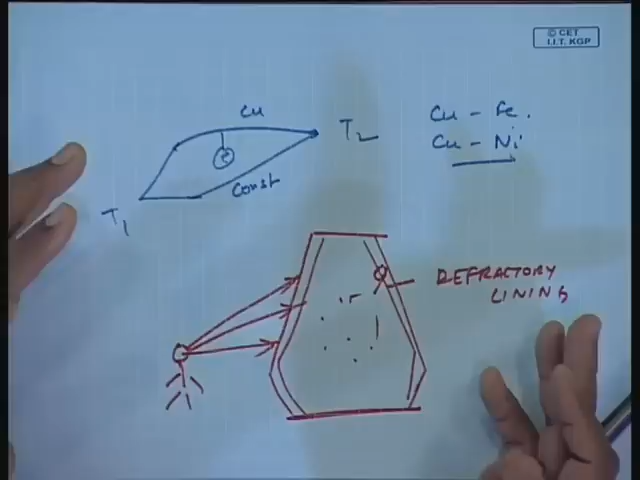 © CET
I.I.T. KGP
Cu
T2
Cu - Fe.
Cu - Ni
Const
T1
REFRACTORY
LINING